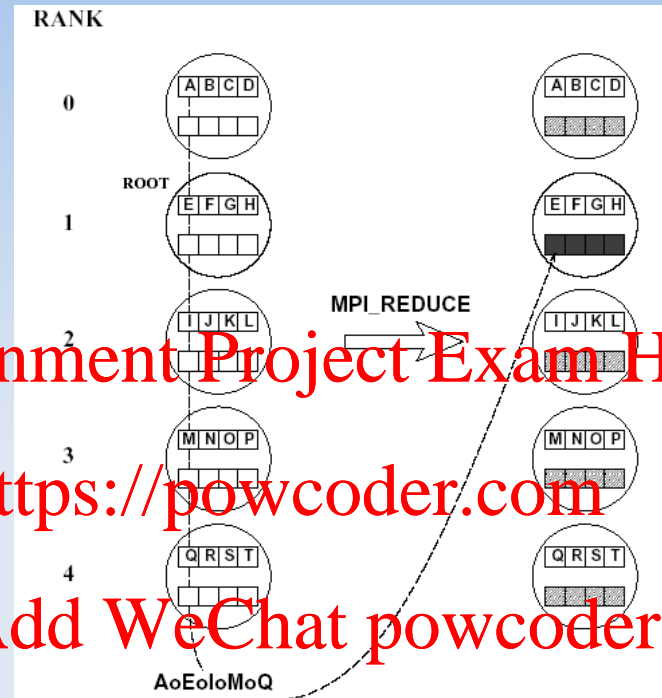 RANK
0
A B C D
A B C D
ROOT
1
E F G H
E F G H
MPI_REDUCE
2
I J K L
I J K L
nment Project Exam H
3
M N O P
M N O P
ttps://powcoder.com
4
Q R S T
Q R S T
Add WeChat powcoder
AoEoIoMoQ